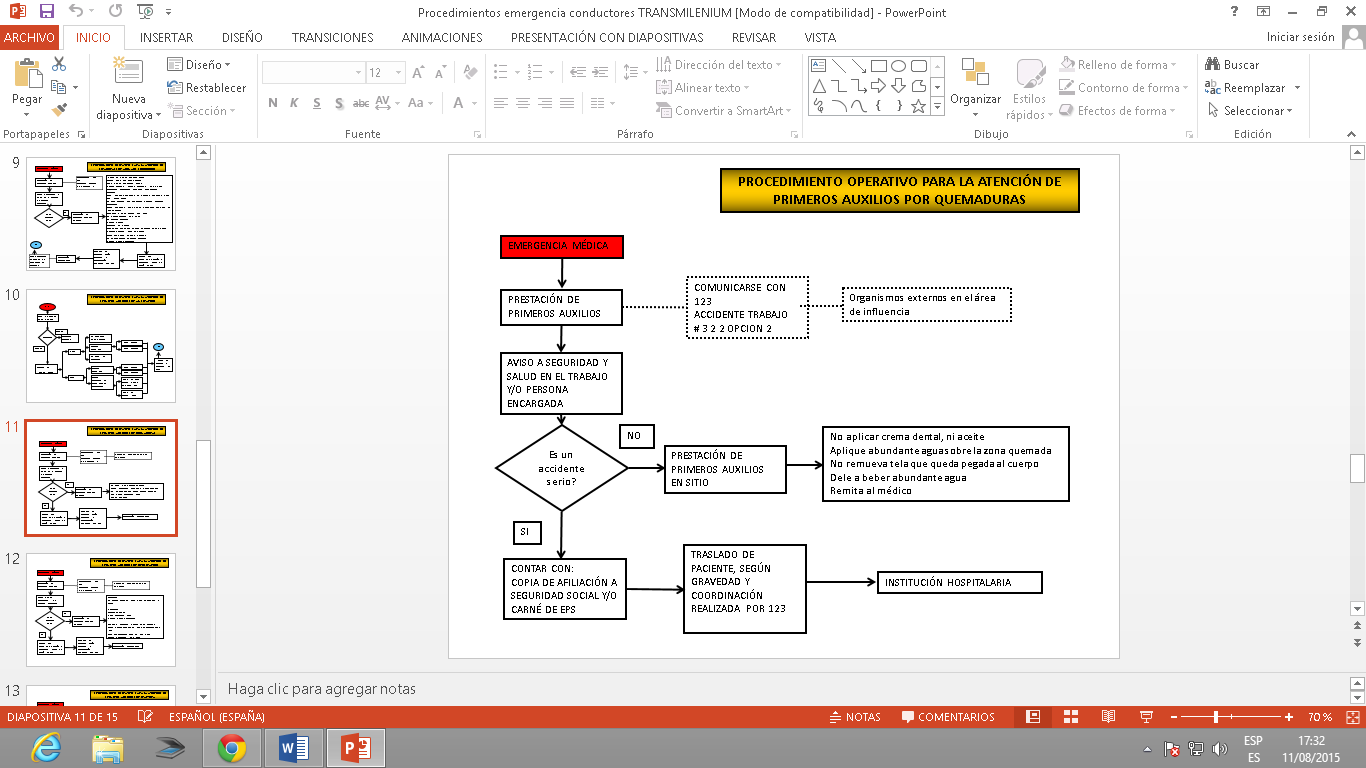 Procedimientos emergencia conductores TRANSMILENIUM [Modo de compatibilidad] - PowerPoint
ARCHIVO INICIO INSERTAR DISEÑO TRANSICIONES ANIMACIONES PRESENTACIÓN CON DIAPOSITIVAS REVISAR VISTA Iniciar sesión
Pegar
Portapapeles
Nueva diapositiva
Diseño
Restablecer
Sección
Diapositivas
12
N K S S abc AV Aa A
Fuente
Dirección del texto
Alinear texto
Convertir a SmartArt
Párrafo
Organizar
Estilos rápidos
Relleno de forma
Contorno de forma
Efectos de forma
Dibujo
Buscar
Reemplazar
Seleccionar
Edición
9
10
11
12
13
PROCEDIMIENTO OPERATIVO PARA LA ATENCIÓN DE
PRIMEROS AUXILIOS POR QUEMADURAS
EMERGENCIA MÉDICA
PRESTACIÓN DE
PRIMEROS AUXILIOS
COMUNICARSE CON
123
ACCIDENTE TRABAJO
# 3 2 2 OPCION 2
Organismos externos en el área
de influencia
AVISO A SEGURIDAD Y
SALUD EN EL TRABAJO
Y/O PERSONA
ENCARGADA
Es un
accidente
serio?
NO
PRESTACIÓN DE
PRIMEROS AUXILIOS
EN SITIO
No aplicar crema dental, ni aceite
Aplique abundante agua sobre la zona quemada
No remueva tela que queda pegada al cuerpo
Dele a beber abundante agua
Remita al médico
SI
CONTAR CON:
COPIA DE AFILIACIÓN A
SEGURIDAD SOCIAL Y/O
CARNÉ DE EPS
TRASLADO DE
PACIENTE, SEGÚN
GRAVEDAD Y
COORDINACIÓN
REALIZADA POR 123
INSTITUCIÓN HOSPITALARIA
Haga clic para agregar notas
DIAPOSITIVA 11 DE 15 ESPAÑOL (ESPAÑA) NOTAS COMENTARIOS 70 %
ESP
ES
17:32
11/08/2015